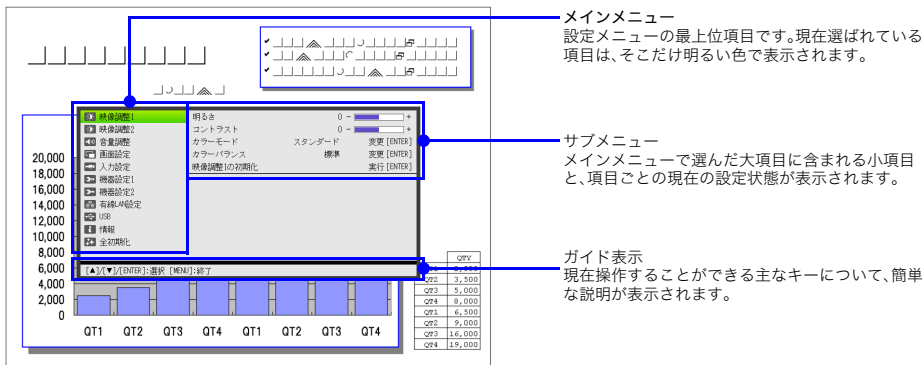 メインメニュー
設定メニューの最上位項目です。現在選ばれている
項目は、そこだけ明るい色で表示されます。
サブメニュー
メインメニューで選んだ大項目に含まれる小項目
と、項目ごとの現在の設定状態が表示されます。
ガイド表示
現在操作することができる主なキーについて、簡単
な説明が表示されます。
映像調整1
映像調整2
音量調整
画面設定
入力設定
機器設定1
機器設定2
有線LAN設定
USB
情報
全初期化
明るさ 0 - +
コントラスト 0 - +
カラーモード スタンダード 変更 [ENTER]
カラーバランス 標準 変更 [ENTER]
映像調整1の初期化 実行 [ENTER]
[▲]/[▼]/[ENTER]:選択 [MENU]:終了
20,000
18,000
16,000
14,000
12,000
10,000
8,000
6,000
4,000
2,000
0
QT1 QT2 QT3 QT4 QT1 QT2 QT3 QT4
QTY
QT2 3,500
QT3 5,000
QT4 8,000
QT1 6,500
QT2 9,000
QT3 16,000
QT4 19,000